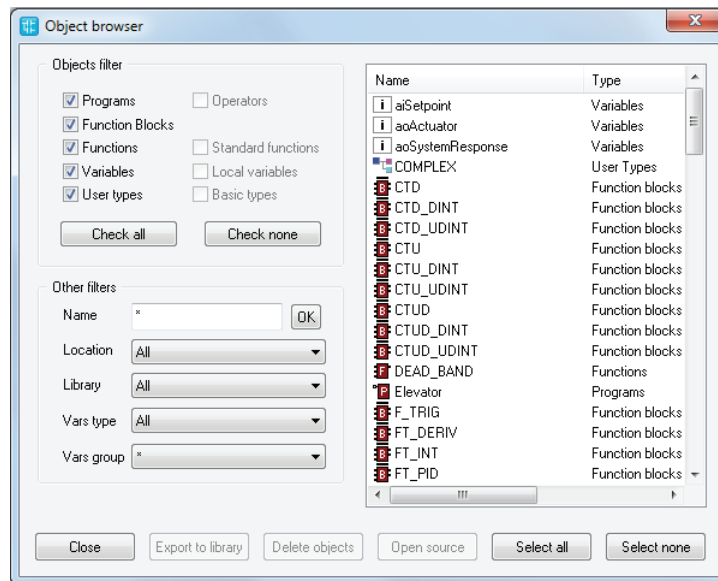 Object browser
Objects filter
Programs
Operators
Function Blocks
Functions
Standard functions
Variables
Local variables
User types
Basic types
Check all
Check none
Other filters
Name * OK
Location All
Library All
Vars type All
Vars group *
Name Type
aiSetpoint Variables
aoActuator Variables
aoSystemResponse Variables
COMPLEX User Types
CTD Function blocks
CTD_DINT Function blocks
CTD_UDINT Function blocks
CTU Function blocks
CTU_DINT Function blocks
CTU_UDINT Function blocks
CTUD Function blocks
CTUD_DINT Function blocks
CTUD_UDINT Function blocks
DEAD_BAND Functions
Elevator Programs
F_TRIG Function blocks
FT_DERIV Function blocks
FT_INT Function blocks
FT_PID Function blocks
Close Export to library Delete objects Open source Select all Select none